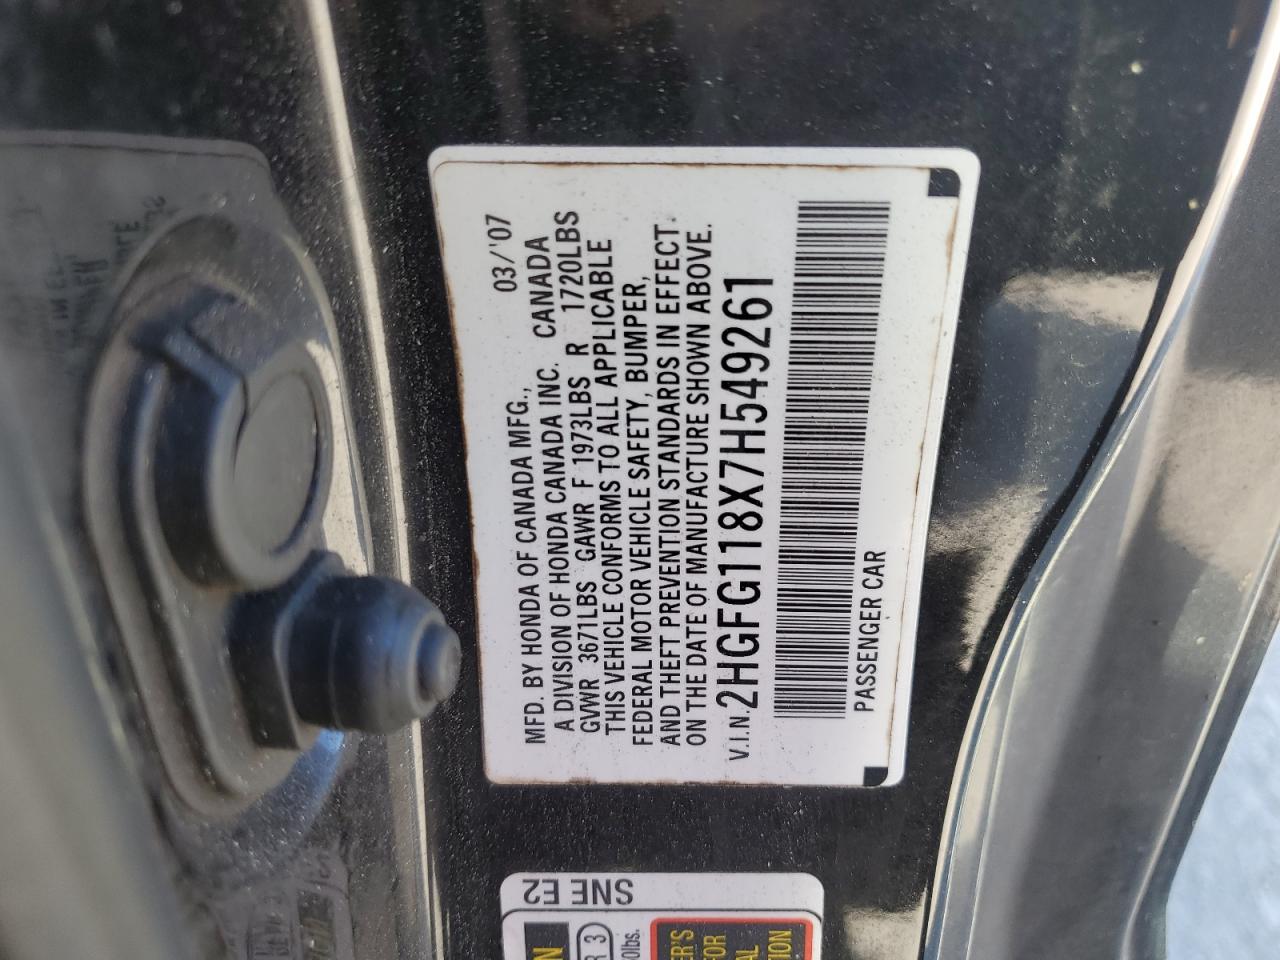 MFD. BY HONDA OF CANADA MFG., 03/'07
A DIVISION OF HONDA CANADA INC. CANADA
GVWR 3671LBS GAWR F 1973LBS R 1720LBS
THIS VEHICLE CONFORMS TO ALL APPLICABLE
FEDERAL MOTOR VEHICLE SAFETY, BUMPER,
AND THEFT PREVENTION STANDARDS IN EFFECT
ON THE DATE OF MANUFACTURE SHOWN ABOVE.
V.I.N. 2HGFG118X7H549261
PASSENGER CAR
SNE E2